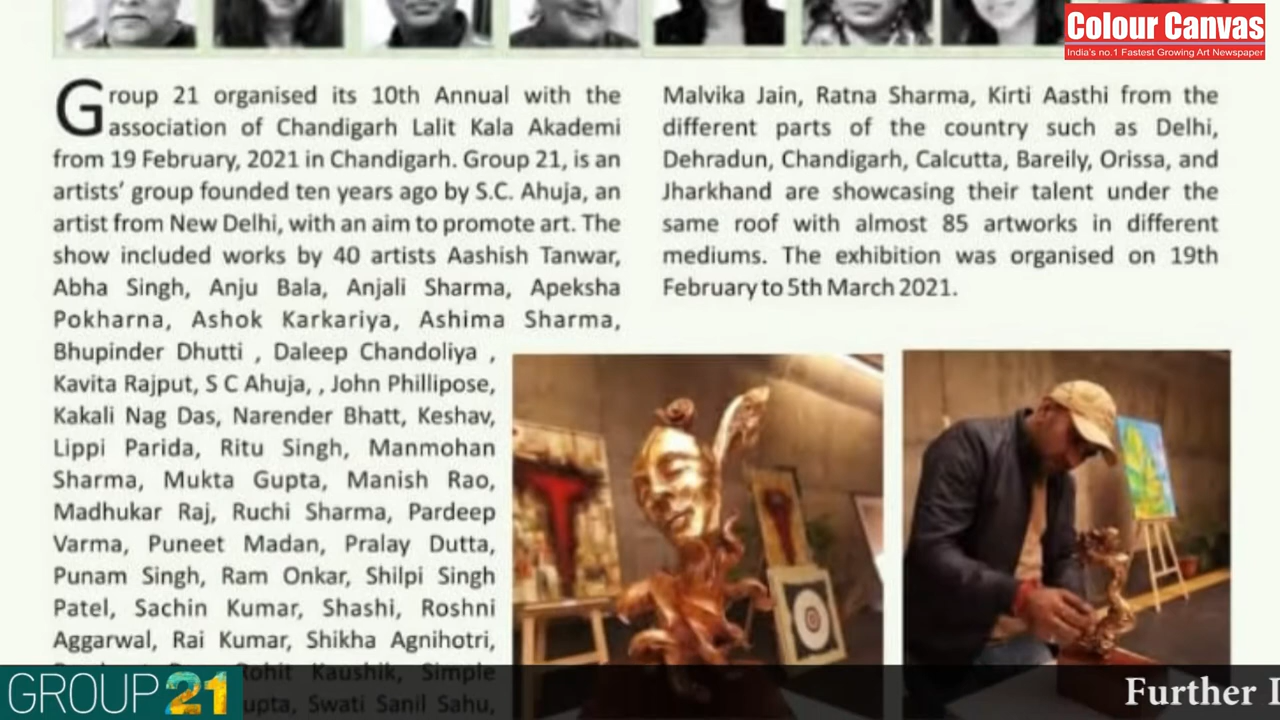 Colour Canvas
India's no.1 Fastest Growing Art Newspaper
Group 21 organised its 10th Annual with the
association of Chandigarh Lalit Kala Akademi
from 19 February, 2021 in Chandigarh. Group 21, is an
artists' group founded ten years ago by S.C. Ahuja, an
artist from New Delhi, with an aim to promote art. The
show included works by 40 artists Aashish Tanwar,
Abha Singh, Anju Bala, Anjali Sharma, Apeksha
Pokharna, Ashok Karkariya, Ashima Sharma,
Bhupinder Dhutti , Daleep Chandoliya ,
Kavita Rajput, S C Ahuja, , John Phillipose,
Kakali Nag Das, Narender Bhatt, Keshav,
Lippi Parida, Ritu Singh, Manmohan
Sharma, Mukta Gupta, Manish Rao,
Madhukar Raj, Ruchi Sharma, Pardeep
Varma, Puneet Madan, Pralay Dutta,
Punam Singh, Ram Onkar, Shilpi Singh
Patel, Sachin Kumar, Shashi, Roshni
Aggarwal, Rai Kumar, Shikha Agnihotri,
Kaushik, Simple
Swati Sanil Sahu,
Malvika Jain, Ratna Sharma, Kirti Aasthi from the
different parts of the country such as Delhi,
Dehradun, Chandigarh, Calcutta, Bareily, Orissa, and
Jharkhand are showcasing their talent under the
same roof with almost 85 artworks in different
mediums. The exhibition was organised on 19th
February to 5th March 2021.
GROUP 21
Further